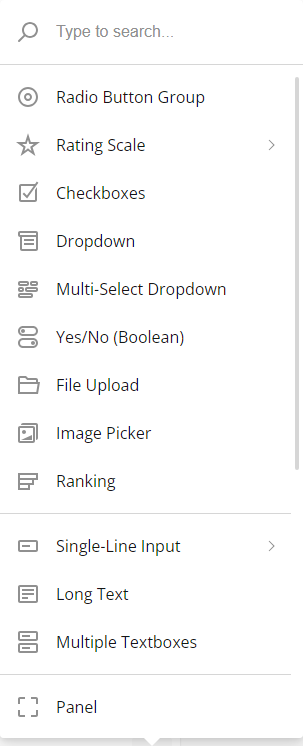 Type to search...
Radio Button Group
Rating Scale
Checkboxes
Dropdown
Multi-Select Dropdown
Yes/No (Boolean)
File Upload
Image Picker
Ranking
Single-Line Input
Long Text
Multiple Textboxes
Panel